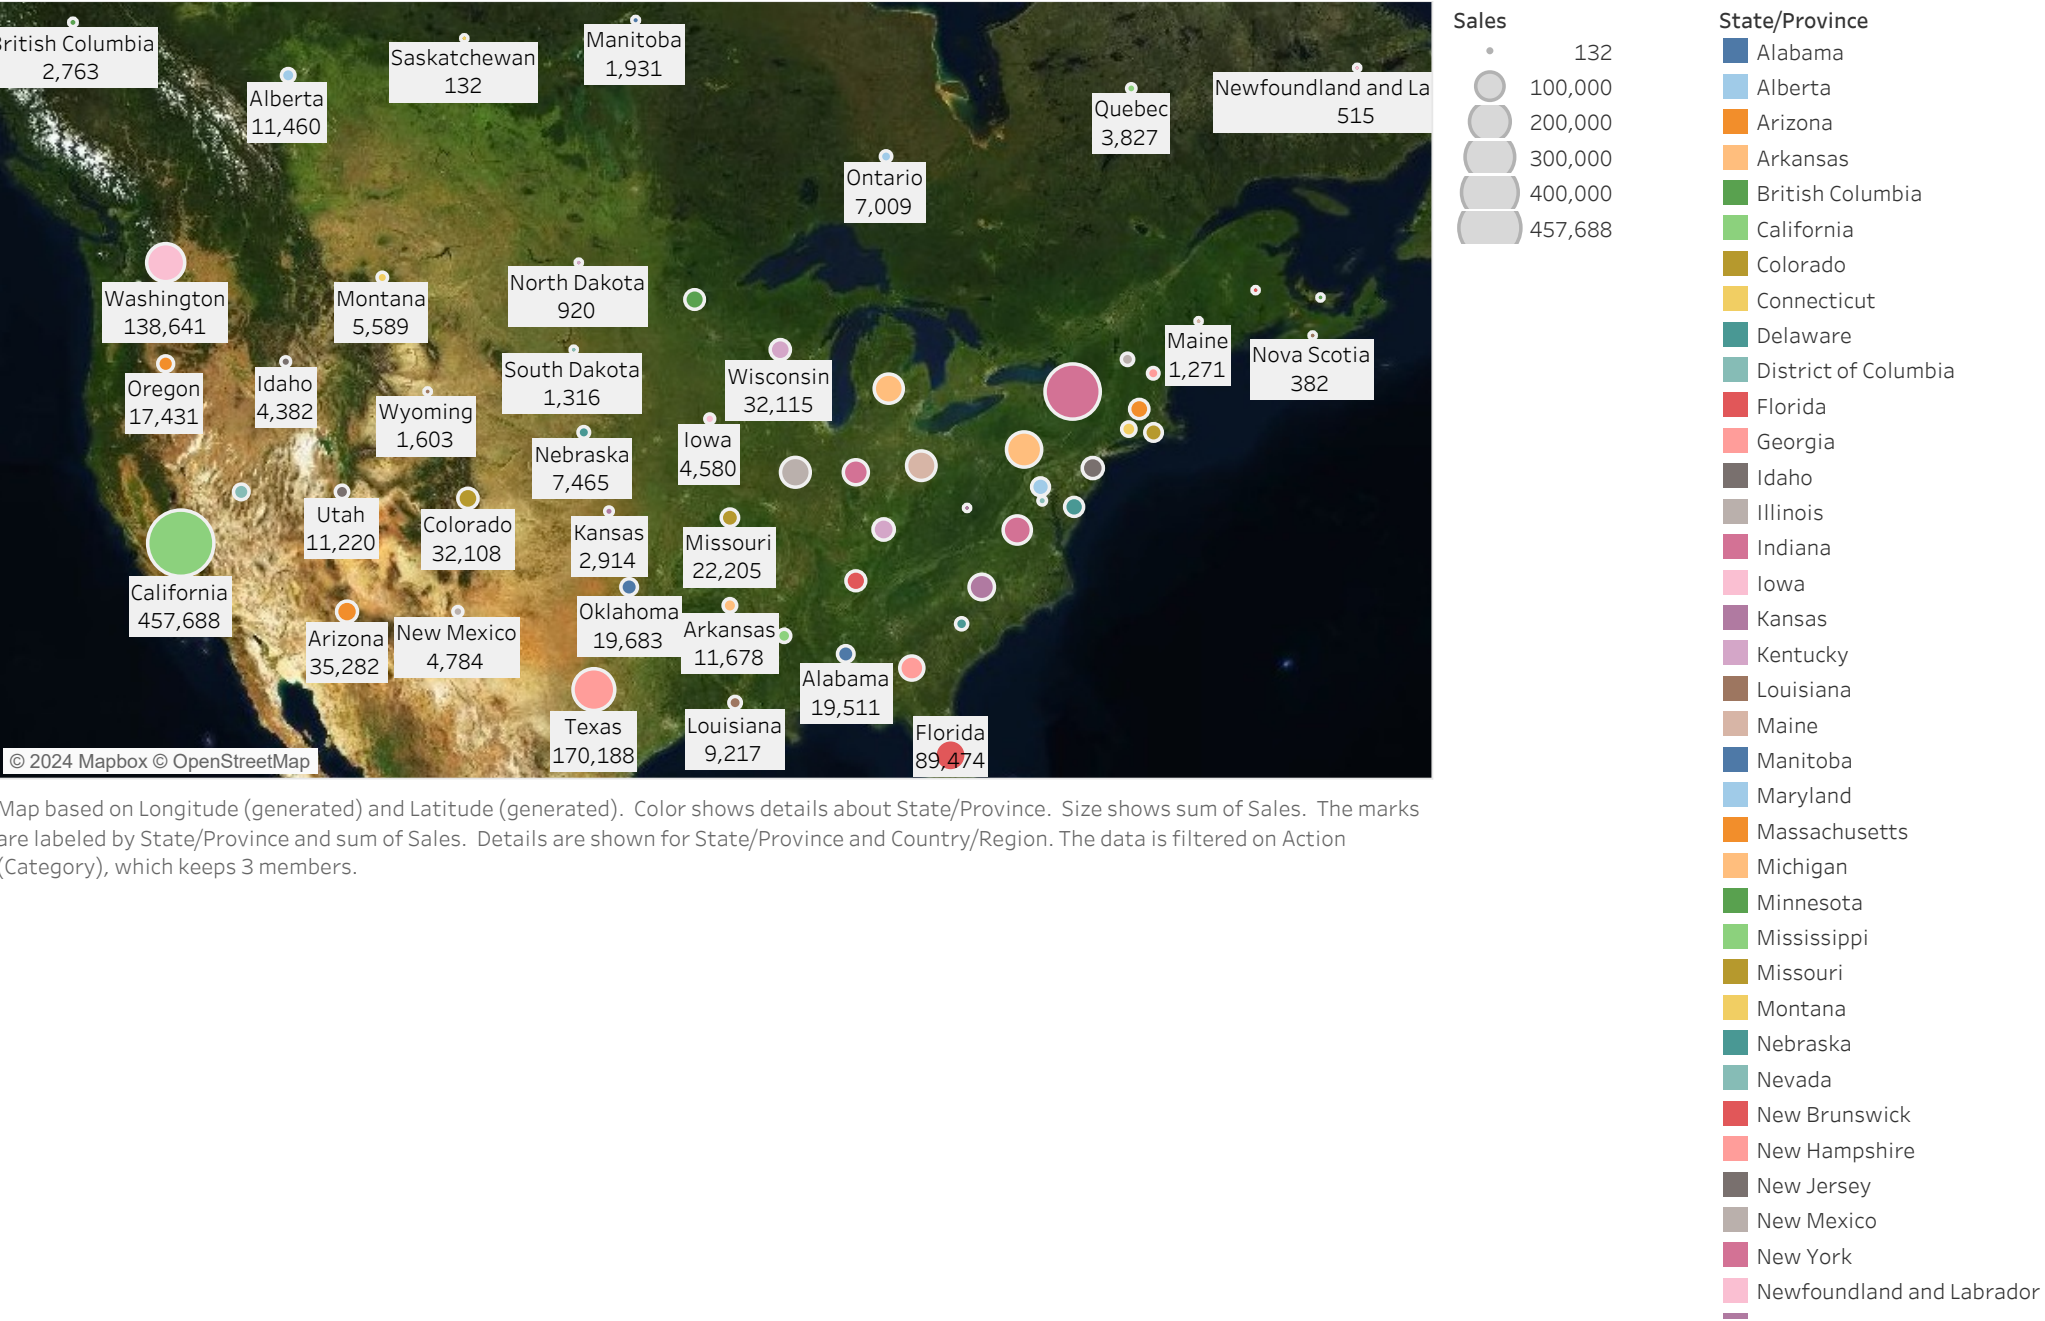 British Columbia
2,763
Alberta
11,460
Saskatchewan
132
Manitoba
1,931
Ontario
7,009
Quebec
3,827
Newfoundland and La
515
Washington
138,641
Montana
5,589
North Dakota
920
Oregon
17,431
Idaho
4,382
Wyoming
1,603
South Dakota
1,316
Wisconsin
32,115
Maine
1,271
Nova Scotia
382
Nebraska
7,465
Iowa
4,580
Utah
11,220
Colorado
32,108
Kansas
2,914
Missouri
22,205
California
457,688
Arizona
35,282
New Mexico
4,784
Oklahoma
19,683
Arkansas
11,678
Alabama
19,511
Texas
170,188
Louisiana
9,217
Florida
89,474
© 2024 Mapbox © OpenStreetMap
Map based on Longitude (generated) and Latitude (generated). Color shows details about State/Province. Size shows sum of Sales. The marks
are labeled by State/Province and sum of Sales. Details are shown for State/Province and Country/Region. The data is filtered on Action
(Category), which keeps 3 members.
Sales
132
100,000
200,000
300,000
400,000
457,688
State/Province
Alabama
Alberta
Arizona
Arkansas
British Columbia
California
Colorado
Connecticut
Delaware
District of Columbia
Florida
Georgia
Idaho
Illinois
Indiana
Iowa
Kansas
Kentucky
Louisiana
Maine
Manitoba
Maryland
Massachusetts
Michigan
Minnesota
Mississippi
Missouri
Montana
Nebraska
Nevada
New Brunswick
New Hampshire
New Jersey
New Mexico
New York
Newfoundland and Labrador